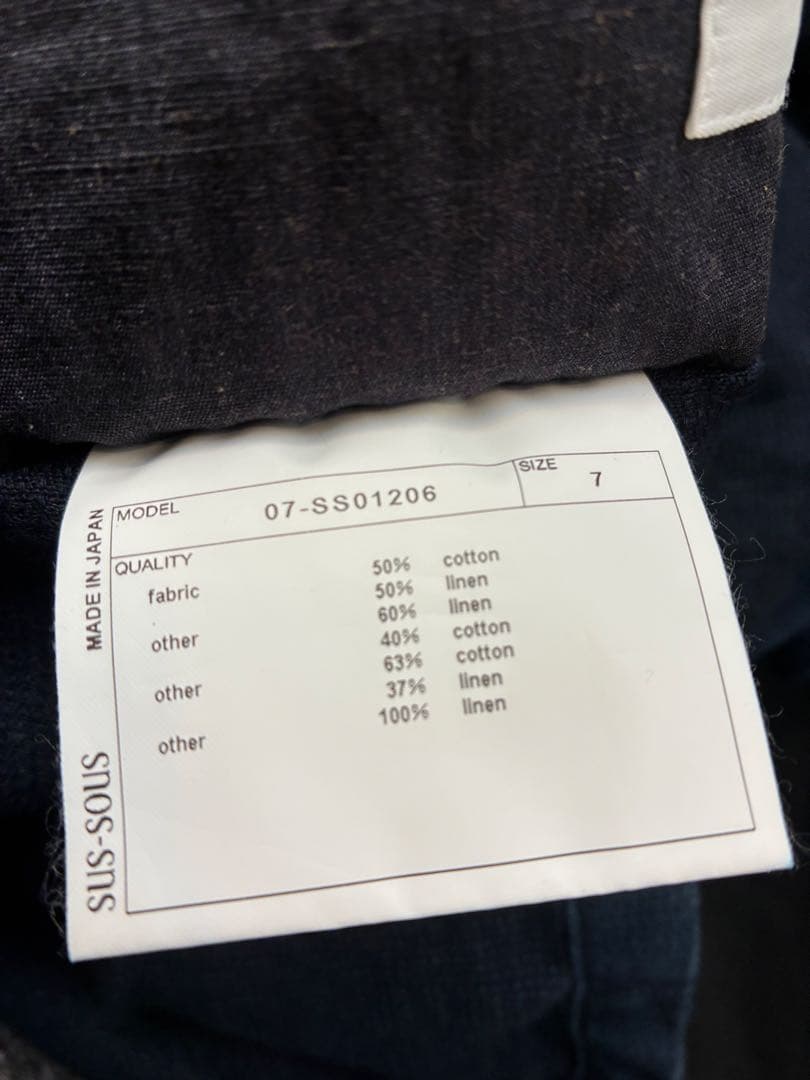 MODEL 07-SS01206 SIZE 7
QUALITY
fabric 50% cotton
50% linen
other 60% linen
40% cotton
other 63% cotton
37% linen
other 100% linen
MADE IN JAPAN
sus-sous